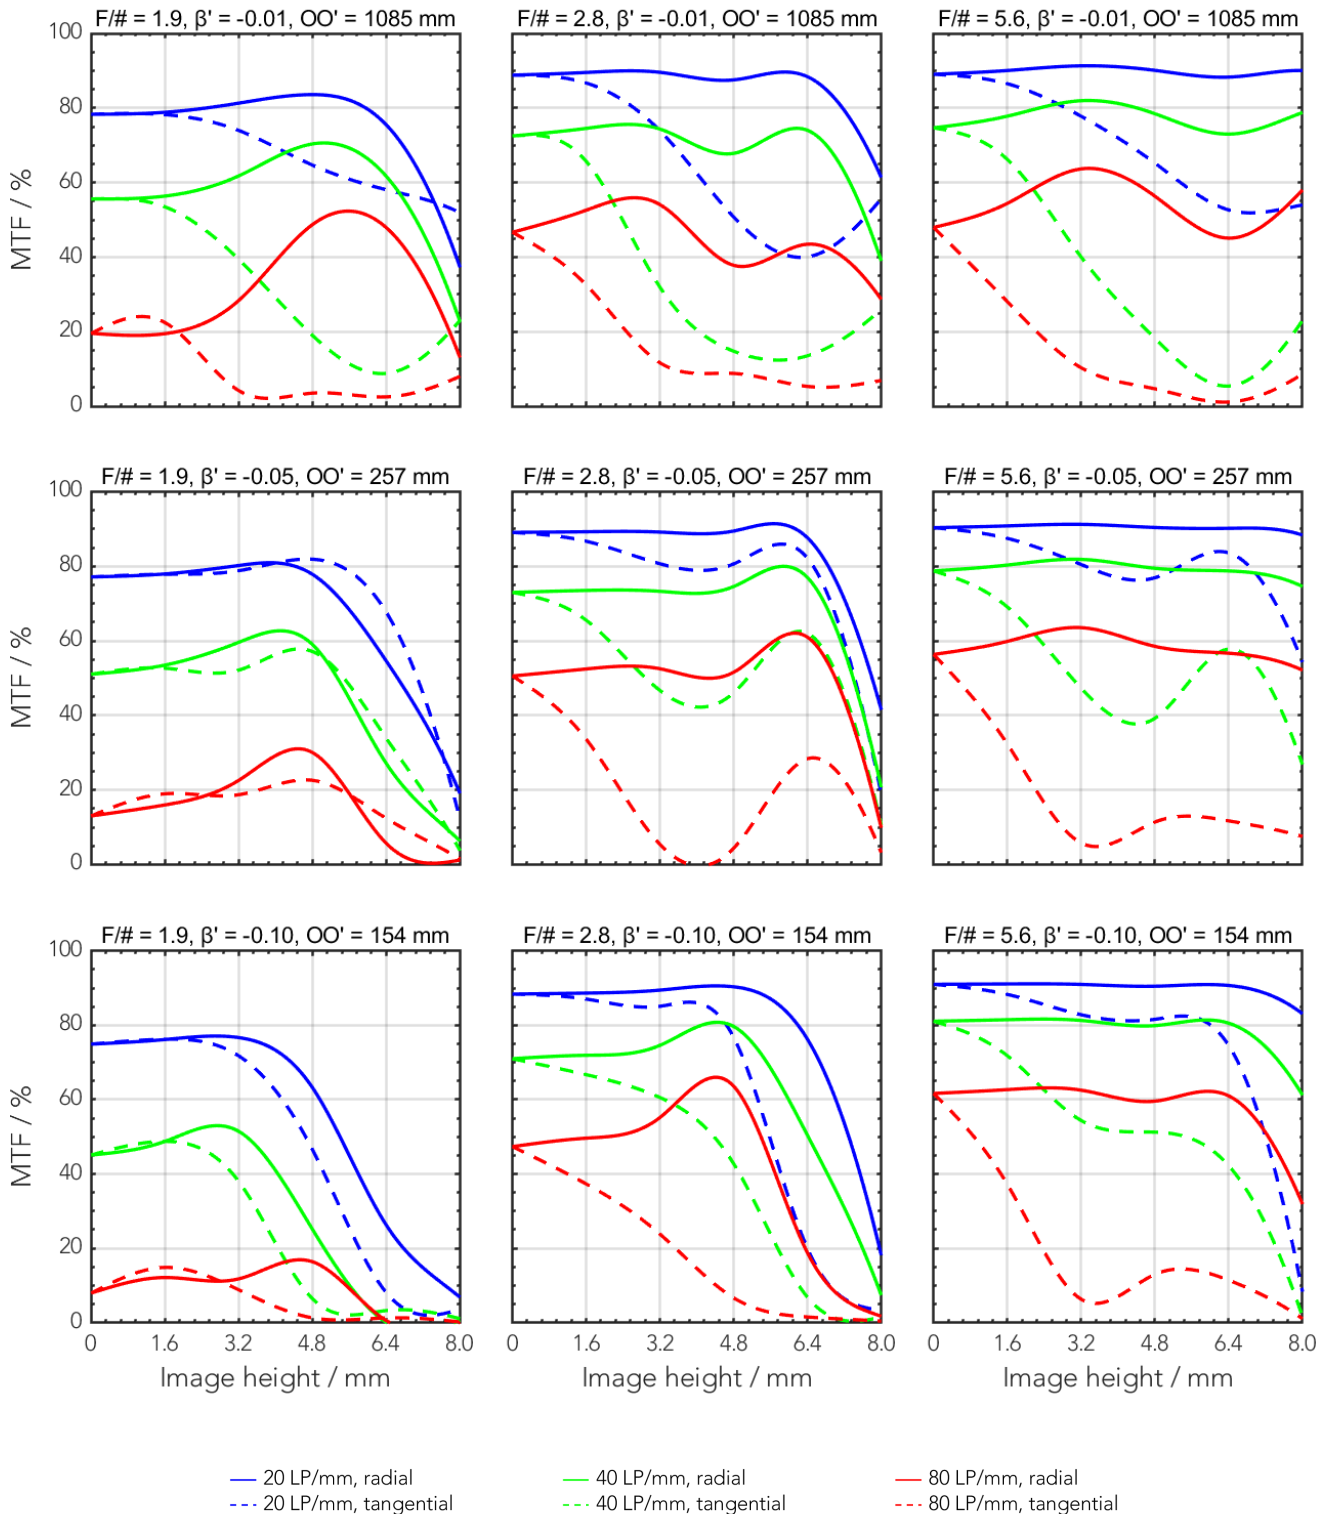 F/# = 1.9, β' = -0.01, OO' = 1085 mm
F/# = 2.8, β' = -0.01, OO' = 1085 mm
F/# = 5.6, β' = -0.01, OO' = 1085 mm
100
80
60
40
20
0
MTF / %
F/# = 1.9, β' = -0.05, OO' = 257 mm
F/# = 2.8, β' = -0.05, OO' = 257 mm
F/# = 5.6, β' = -0.05, OO' = 257 mm
100
80
60
40
20
0
MTF / %
F/# = 1.9, β' = -0.10, OO' = 154 mm
F/# = 2.8, β' = -0.10, OO' = 154 mm
F/# = 5.6, β' = -0.10, OO' = 154 mm
100
80
60
40
20
0
MTF / %
0 1.6 3.2 4.8 6.4 8.0
0 1.6 3.2 4.8 6.4 8.0
0 1.6 3.2 4.8 6.4 8.0
Image height / mm
Image height / mm
Image height / mm
20 LP/mm, radial
40 LP/mm, radial
80 LP/mm, radial
20 LP/mm, tangential
40 LP/mm, tangential
80 LP/mm, tangential